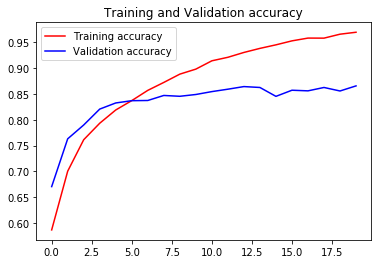 Training and Validation accuracy
Training accuracy
Validation accuracy
0.95
0.90
0.85
0.80
0.75
0.70
0.65
0.60
0.0 2.5 5.0 7.5 10.0 12.5 15.0 17.5